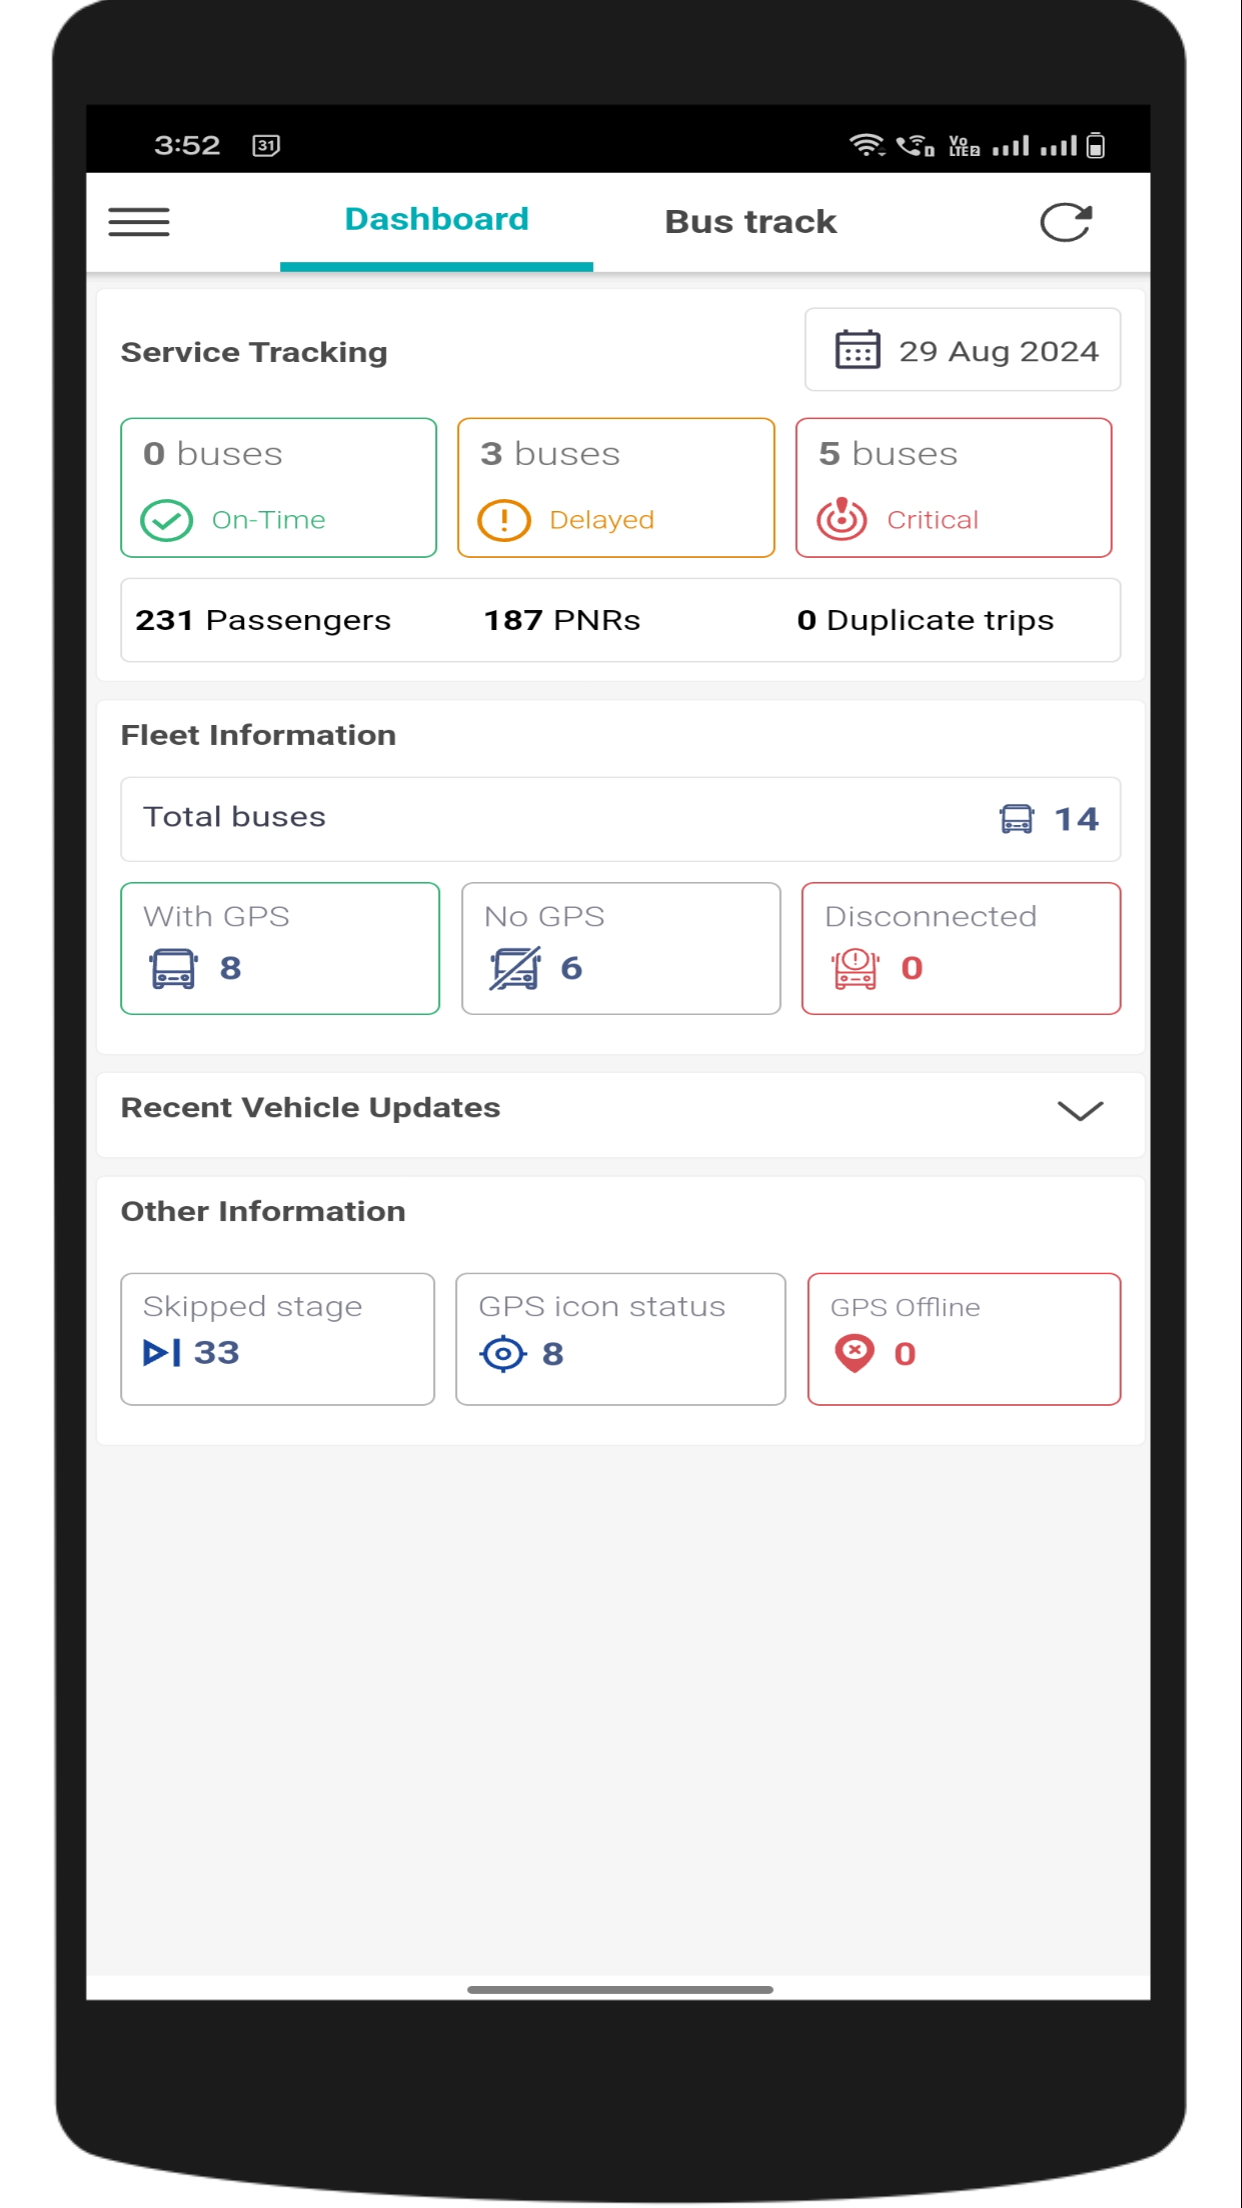 3:52 31 Vo LTE2
Dashboard Bus track
Service Tracking 29 Aug 2024
0 buses 3 buses 5 buses
On-Time Delayed Critical
231 Passengers 187 PNRs 0 Duplicate trips
Fleet Information
Total buses 14
With GPS No GPS Disconnected
8 6 0
Recent Vehicle Updates
Other Information
Skipped stage GPS icon status GPS Offline
33 8 0